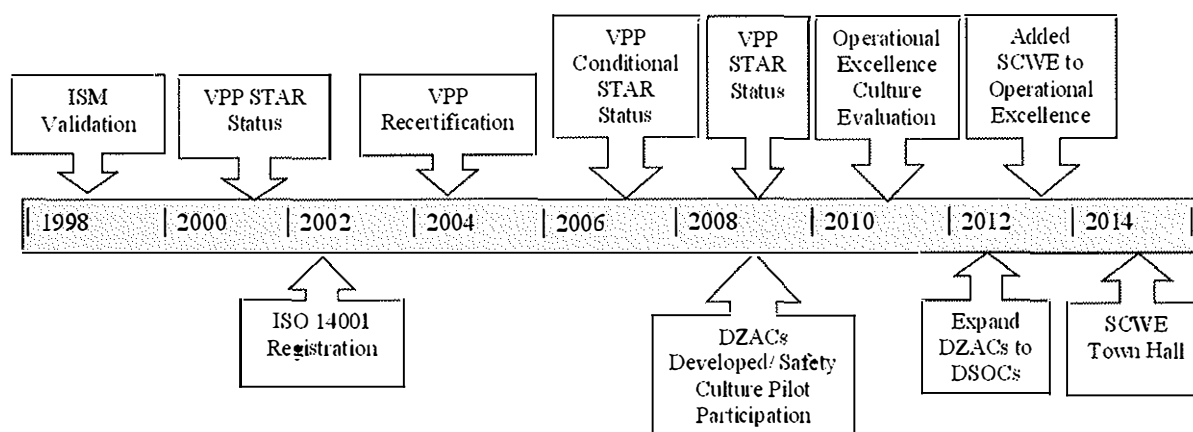 ISM
Validation
VPP STAR
Status
VPP
Recertification
VPP
Conditional
STAR
Status
VPP
STAR
Status
Operational
Excellence
Culture
Evaluation
Added
SCWE to
Operational
Excellence
1998
2000
2002
2004
2006
2008
2010
2012
2014
ISO 14001
Registration
DZACs
Developed/ Safety
Culture Pilot
Participation
Expand
DZACs to
DSOCs
SCWE
Town Hall